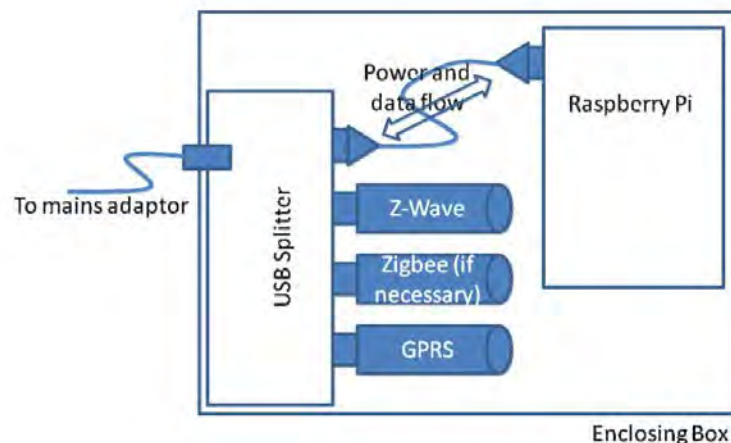 Power and
data flow
Raspberry Pi
To mains adaptor
USB Splitter
Z-Wave
Zigbee (if
necessary)
GPRS
Enclosing Box